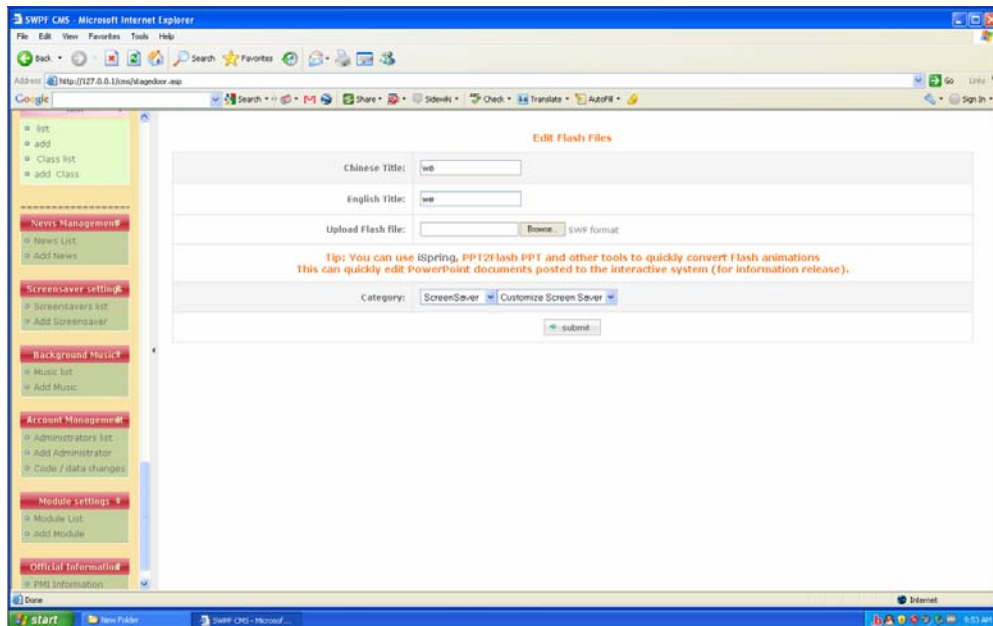 SWPF CMS - Microsoft Internet Explorer
File Edit View Favorites Tools Help
Back Search Favorites
Address http://127.0.0.1/cms/stagedoor.asp Go Links
Google Search Share Sidewiki Check Translate AutoFill Sign In
list
add
Class list
add Class
News Management
News List
Add News
Screensaver settings
Screensavers list
Add Screensaver
Background Music
Music list
Add Music
Account Management
Administrators list
Add Administrator
Code / data changes
Module settings
Module List
Add Module
Official Information
PMI Information
Edit Flash Files
Chinese Title: we
English Title: we
Upload Flash file: Browse... SWF format
Tip: You can use iSpring, PPT2Flash PPT and other tools to quickly convert Flash animations
This can quickly edit PowerPoint documents posted to the interactive system (for information release).
Category: ScreenSaver Customize Screen Saver
submit
Done Internet
start New Folder SWPF CMS - Microsof... 9:53 AM